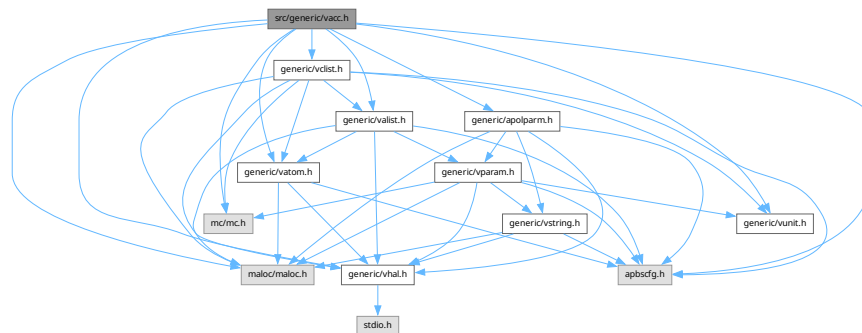 src/generic/vacc.h
generic/vclist.h
generic/valist.h
generic/apolparm.h
generic/vatom.h
generic/vparam.h
mc/mc.h
generic/vstring.h
generic/vunit.h
maloc/maloc.h
generic/vhal.h
apbscfg.h
stdio.h